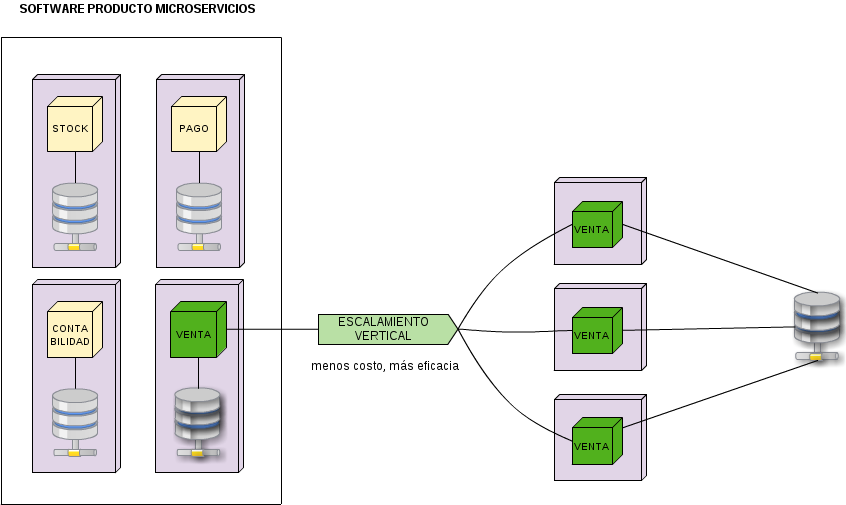 SOFTWARE PRODUCTO MICROSERVICIOS
STOCK
PAGO
CONTA
BILIDAD
VENTA
ESCALAMIENTO
VERTICAL
menos costo, más eficacia
VENTA
VENTA
VENTA